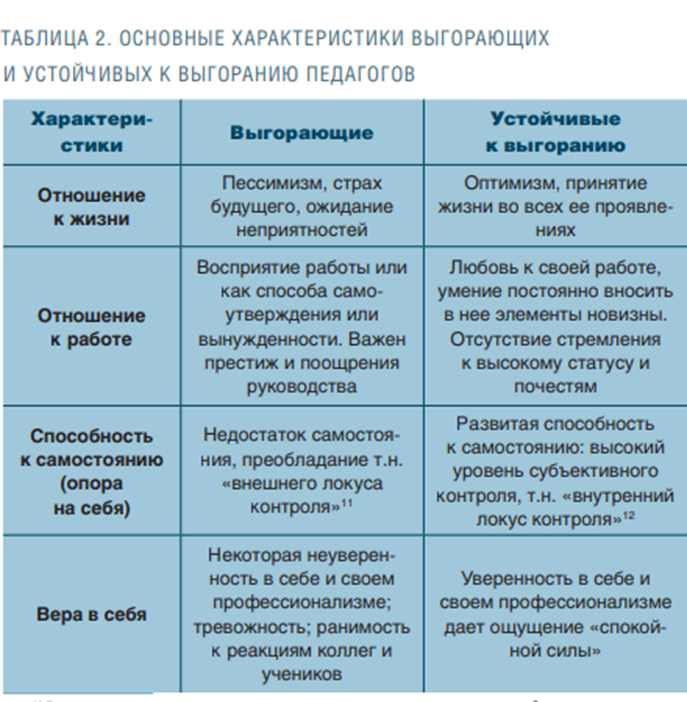 ТАБЛИЦА 2. ОСНОВНЫЕ ХАРАКТЕРИСТИКИ ВЫГОРАЮЩИХ
И УСТОЙЧИВЫХ К ВЫГОРАНИЮ ПЕДАГОГОВ
Характери-
стики
Выгорающие
Устойчивые
к выгоранию
Отношение
к жизни
Пессимизм, страх
будущего, ожидание
неприятностей
Оптимизм, принятие
жизни во всех ее проявле-
ниях
Отношение
к работе
Восприятие работы или
как способа само-
утверждения или
вынужденности. Важен
престиж и поощрения
руководства
Любовь к своей работе,
умение постоянно вносить
в нее элементы новизны.
Отсутствие стремления
к высокому статусу и
почестям
Способность
к самостоянию
(опора
на себя)
Недостаток самостоя-
ния, преобладание т.н.
«внешнего локуса
контроля»¹¹
Развитая способность
к самостоянию: высокий
уровень субъективного
контроля, т.н. «внутренний
локус контроля»¹²
Вера в себя
Некоторая неуверен-
ность в себе и своем
профессионализме;
тревожность; ранимость
к реакциям коллег и
учеников
Уверенность в себе и
своем профессионализме
дает ощущение «спокой-
ной силы»